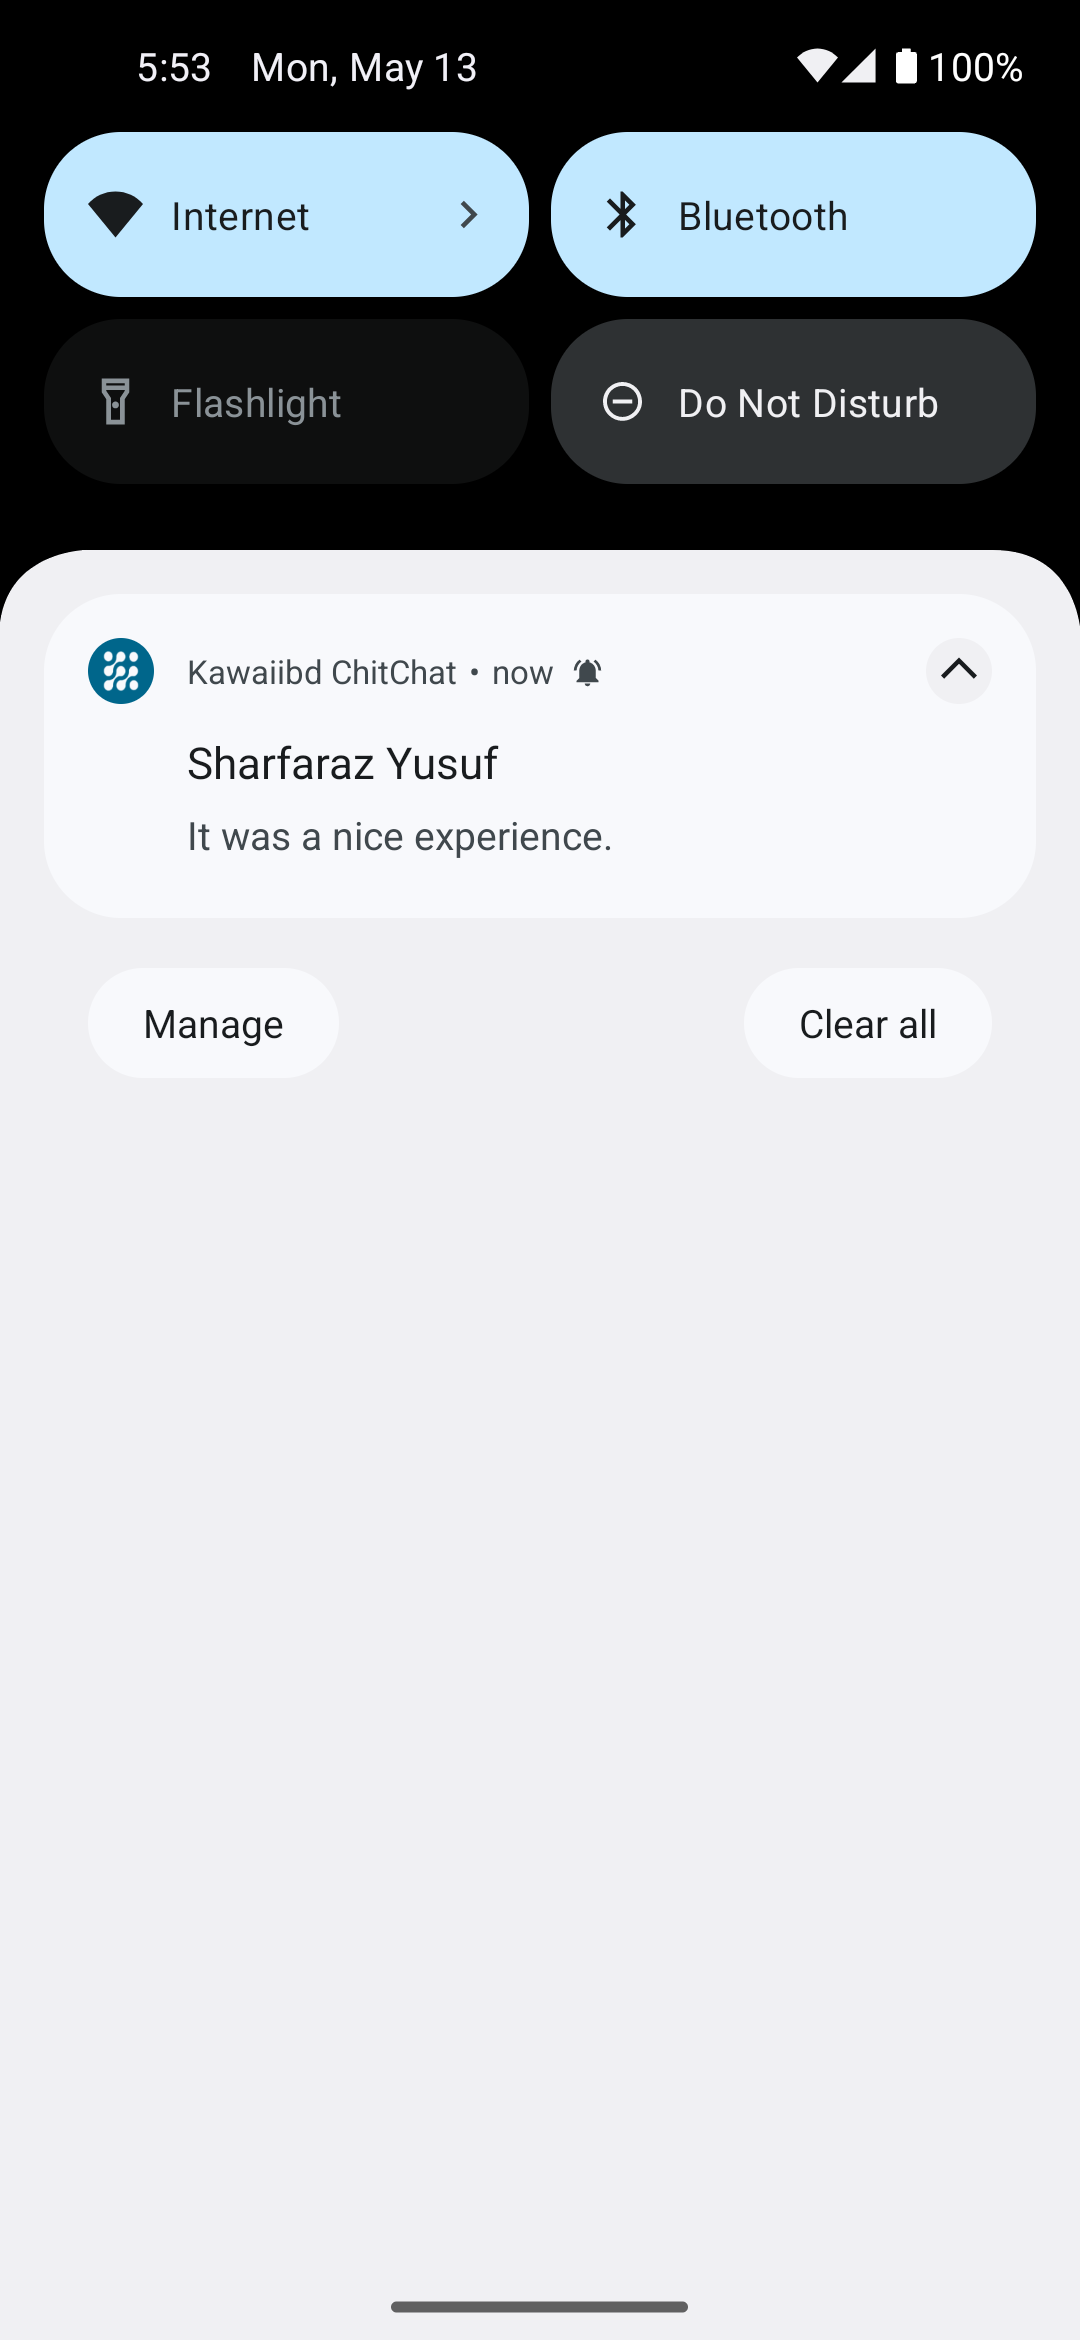 5:53 Mon, May 13 100%
Internet
Bluetooth
Flashlight
Do Not Disturb
Kawaiibd ChitChat • now
Sharfaraz Yusuf
It was a nice experience.
Manage
Clear all